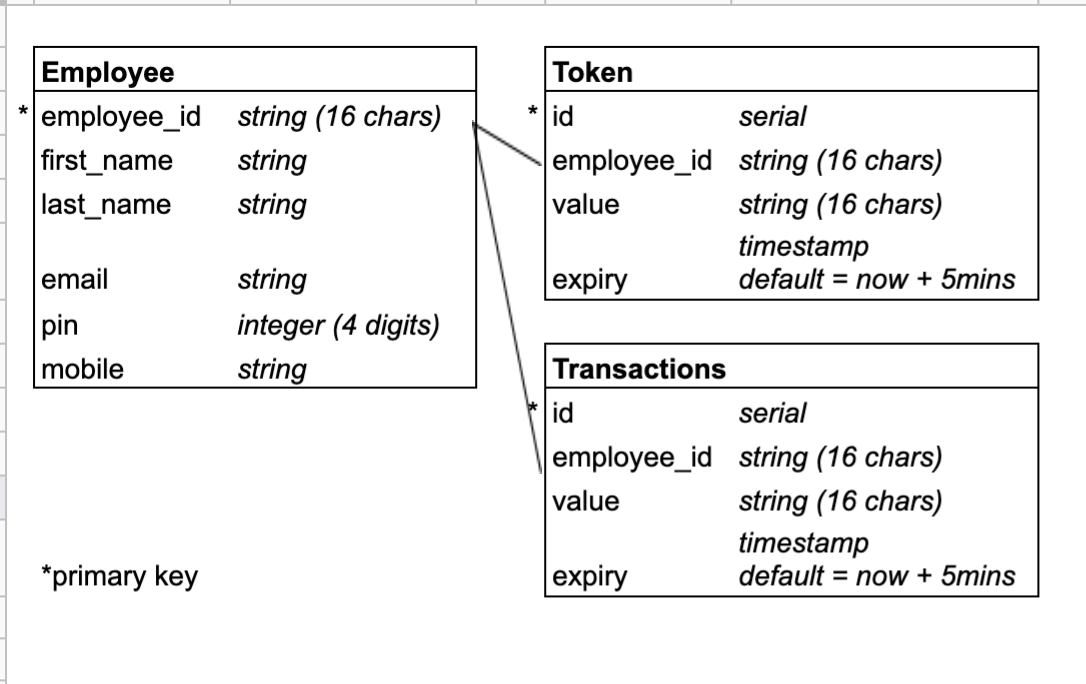 Employee
* employee_id string (16 chars)
first_name string
last_name string
email string
pin integer (4 digits)
mobile string
*primary key
Token
* id serial
employee_id string (16 chars)
value string (16 chars)
timestamp
expiry default = now + 5mins
Transactions
* id serial
employee_id string (16 chars)
value string (16 chars)
timestamp
expiry default = now + 5mins